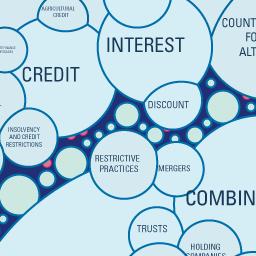 AGRICULTURAL
CREDIT
INTEREST
COUNT
FO
ALT
CREDIT
DISCOUNT
INSOLVENCY
AND CREDIT
RESTRICTIONS
RESTRICTIVE
PRACTICES
MERGERS
COMBIN
TRUSTS
HOLDING
COMPANIES